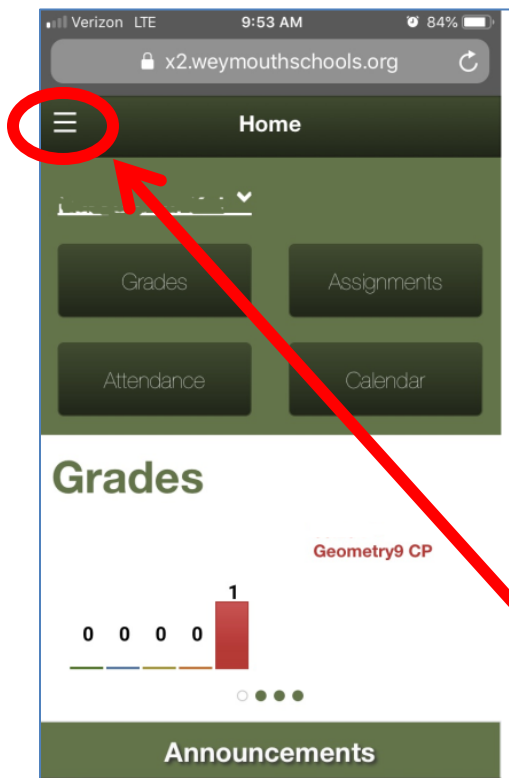 Verizon LTE 9:53 AM 84%
x2.weymouthschools.org
Home
Grades Assignments
Attendance Calendar
Grades
Geometry9 CP
1
0 0 0 0
Announcements